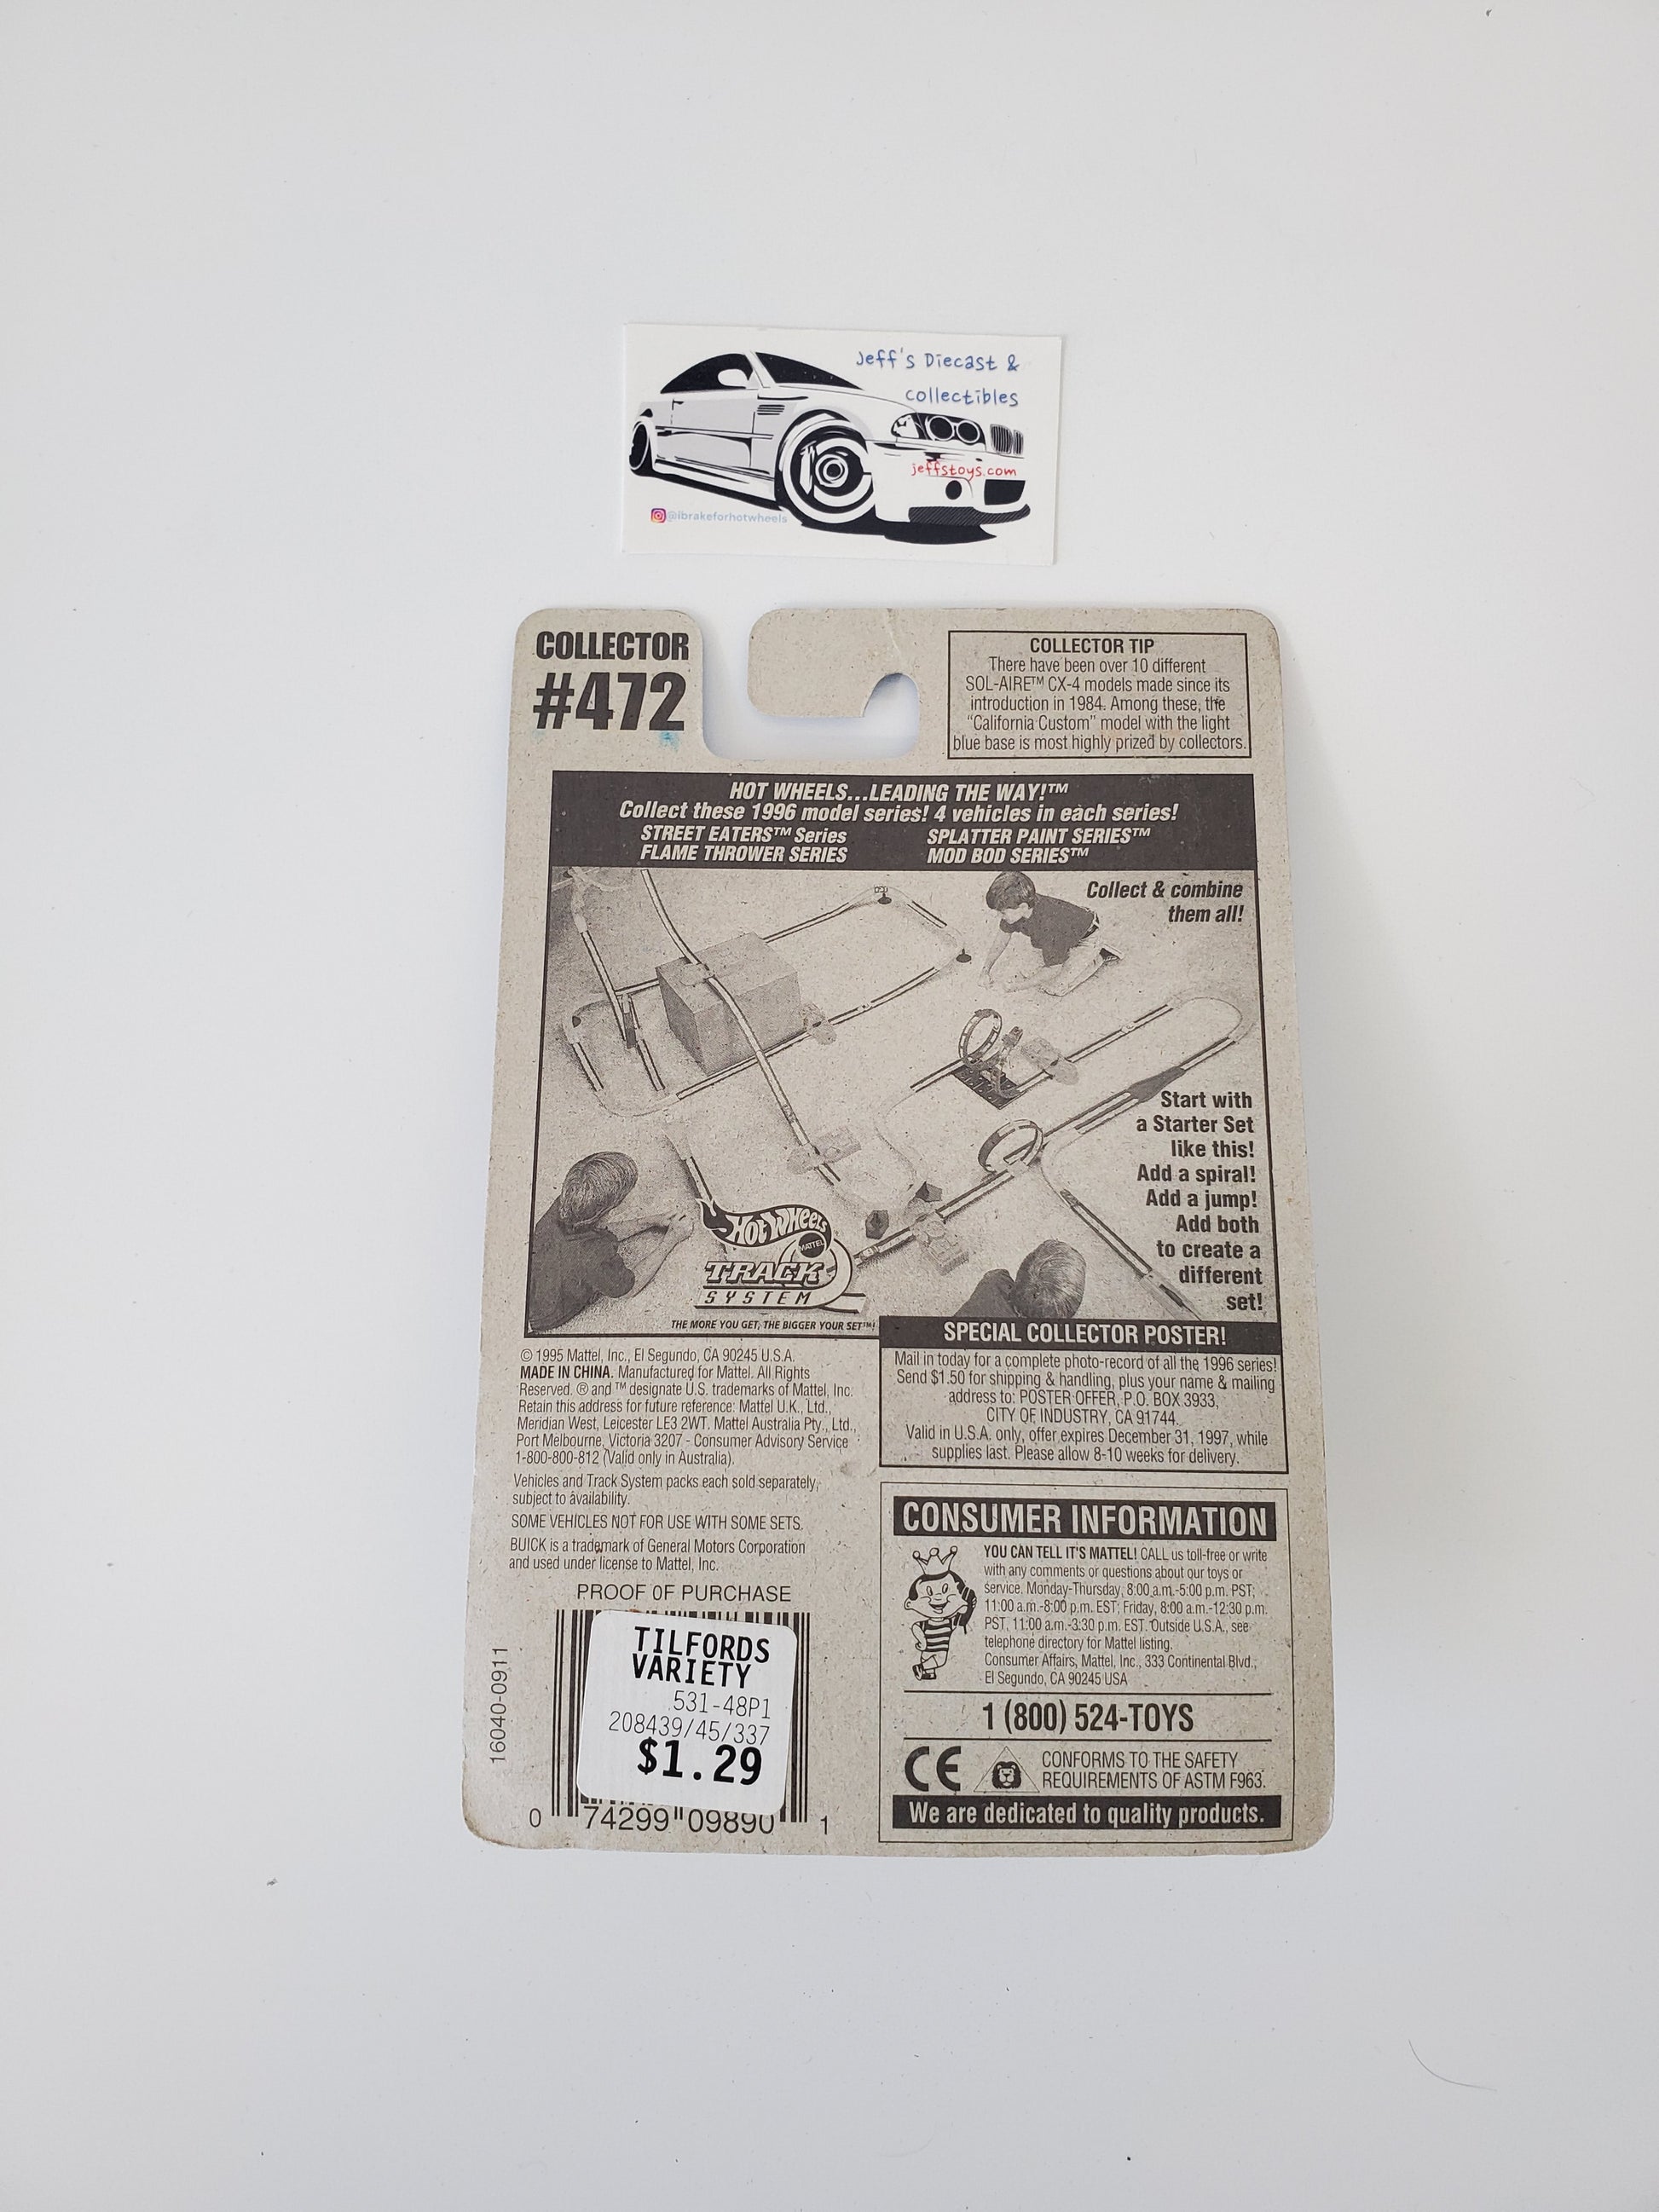 Jeff's Diecast &
collectibles
jeffstoys.com
@ibrakeforhotwheels
COLLECTOR
#472
COLLECTOR TIP
There have been over 10 different
SOL-AIRE™ CX-4 models made since its
introduction in 1984. Among these, the
"California Custom" model with the light
blue base is most highly prized by collectors.
HOT WHEELS...LEADING THE WAY!™
Collect these 1996 model series! 4 vehicles in each series!
STREET EATERS™ Series
SPLATTER PAINT SERIES™
FLAME THROWER SERIES
MOD BOD SERIES™
Collect & combine
them all!
Start with
a Starter Set
like this!
Add a spiral!
Add a jump!
Add both
to create a
different
set!
Hot Wheels
MATTEL
TRACK
SYSTEM
THE MORE YOU GET, THE BIGGER YOUR SET℠!
© 1995 Mattel, Inc., El Segundo, CA 90245 U.S.A.
MADE IN CHINA. Manufactured for Mattel. All Rights
Reserved. ® and ™ designate U.S. trademarks of Mattel, Inc.
Retain this address for future reference: Mattel U.K., Ltd.,
Meridian West, Leicester LE3 2WT. Mattel Australia Pty., Ltd.,
Port Melbourne, Victoria 3207 - Consumer Advisory Service
1-800-800-812 (Valid only in Australia).
Vehicles and Track System packs each sold separately,
subject to availability.
SOME VEHICLES NOT FOR USE WITH SOME SETS.
BUICK is a trademark of General Motors Corporation
and used under license to Mattel, Inc.
PROOF OF PURCHASE
TILFORDS
VARIETY
531-48P1
208439/45/337
$1.29
0 74299 09890 1
16040-0911
SPECIAL COLLECTOR POSTER!
Mail in today for a complete photo-record of all the 1996 series!
Send $1.50 for shipping & handling, plus your name & mailing
address to: POSTER OFFER, P.O. BOX 3933,
CITY OF INDUSTRY, CA 91744.
Valid in U.S.A. only, offer expires December 31, 1997, while
supplies last. Please allow 8-10 weeks for delivery.
CONSUMER INFORMATION
YOU CAN TELL IT'S MATTEL! CALL us toll-free or write
with any comments or questions about our toys or
service. Monday-Thursday, 8:00 a.m.-5:00 p.m. PST;
11:00 a.m.-8:00 p.m. EST; Friday, 8:00 a.m.-12:30 p.m.
PST, 11:00 a.m.-3:30 p.m. EST. Outside U.S.A., see
telephone directory for Mattel listing.
Consumer Affairs, Mattel, Inc., 333 Continental Blvd.,
El Segundo, CA 90245 USA
1 (800) 524-TOYS
CE
CONFORMS TO THE SAFETY
REQUIREMENTS OF ASTM F963.
We are dedicated to quality products.